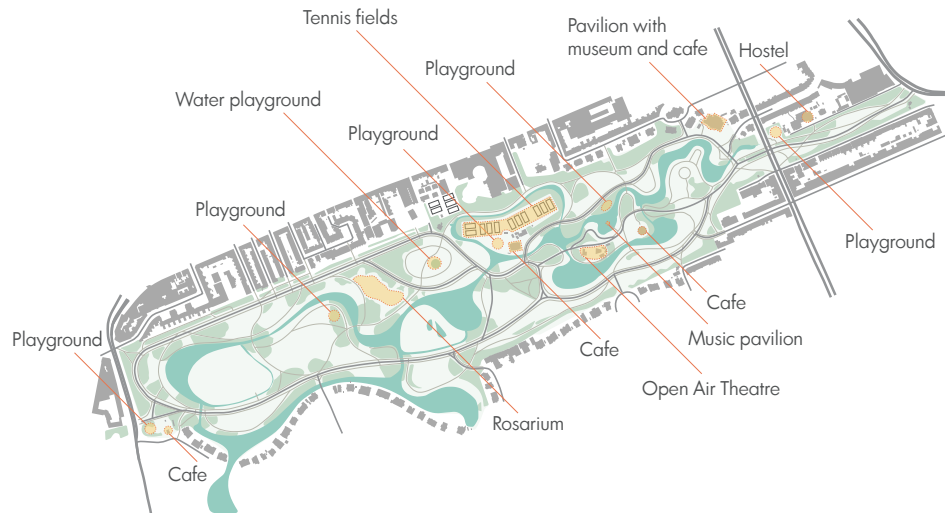 Tennis fields
Pavilion with
museum and cafe
Hostel
Playground
Water playground
Playground
Playground
Playground
Playground
Cafe
Music pavilion
Cafe
Open Air Theatre
Rosarium
Cafe